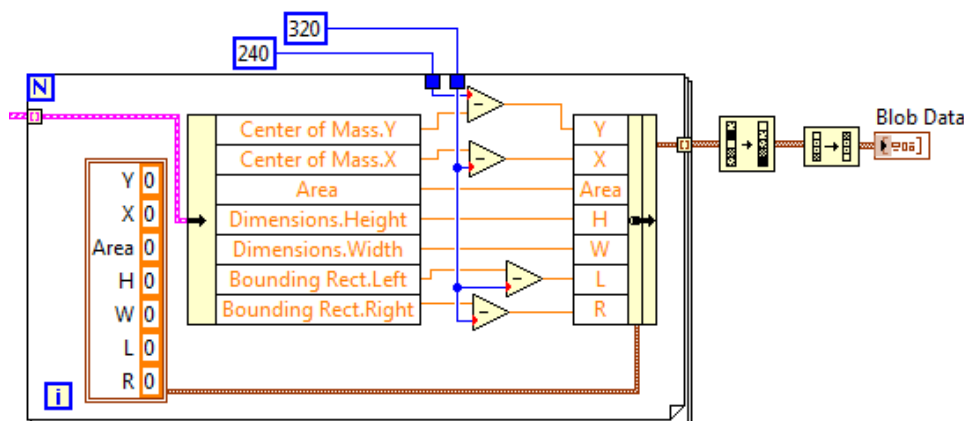 320
240
N
Blob Data
Center of Mass.Y Y
Center of Mass.X X
Area Area
Dimensions.Height H
Dimensions.Width W
Bounding Rect.Left L
Bounding Rect.Right R
Y 0
X 0
Area 0
H 0
W 0
L 0
R 0
i